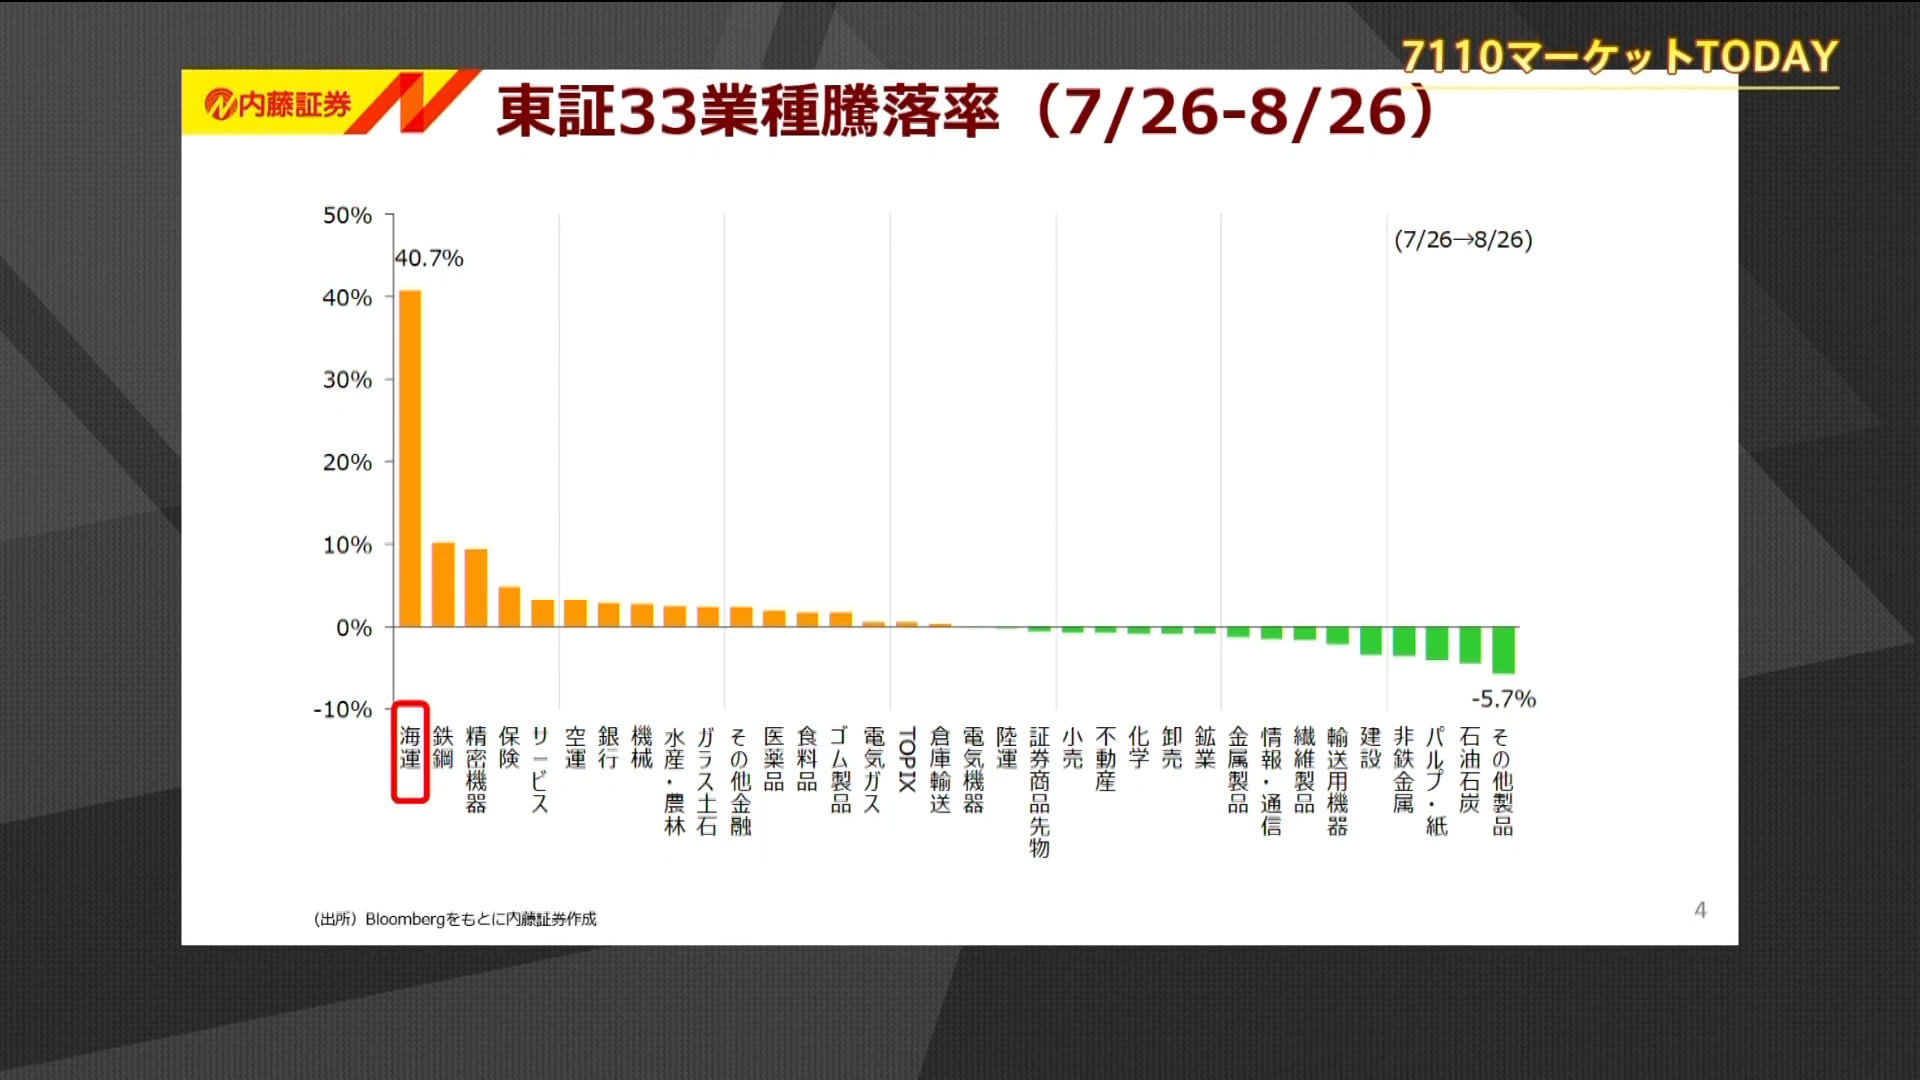 7110マーケットTODAY
内藤証券
東証33業種騰落率（7/26-8/26）
(7/26→8/26)
50%
40%
30%
20%
10%
0%
-10%
40.7%
-5.7%
海運
鉄鋼
精密機器
保険
サービス
空運
銀行
機械
水産・農林
ガラス土石
その他金融
医薬品
食料品
ゴム製品
電気ガス
TOPIX
倉庫輸送
電気機器
陸運
証券商品先物
小売
不動産
化学
卸売
鉱業
金属製品
情報・通信
繊維製品
輸送用機器
建設
非鉄金属
パルプ・紙
石油石炭
その他製品
（出所）Bloombergをもとに内藤証券作成
4